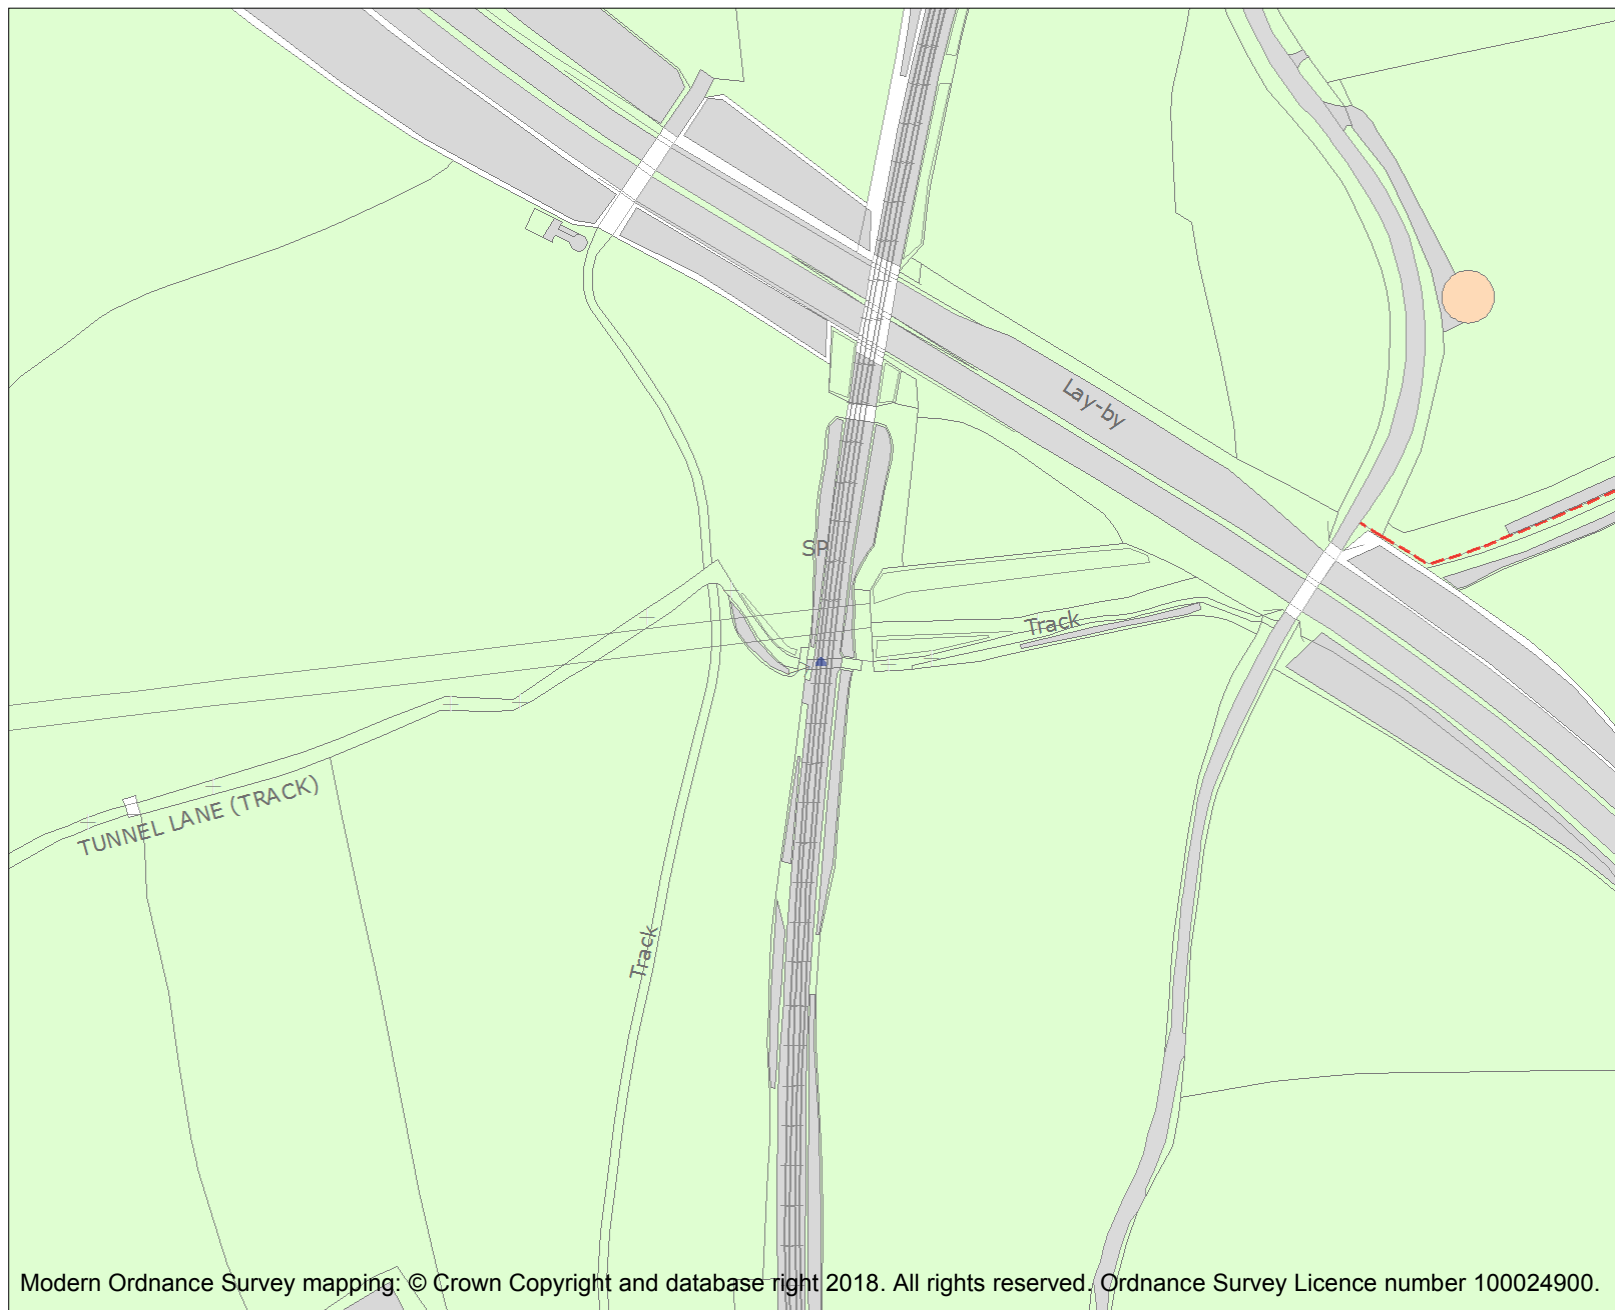 Lay-by
SP
Track
TUNNEL LANE (TRACK)
Track
Modern Ordnance Survey mapping: © Crown Copyright and database right 2018. All rights reserved. Ordnance Survey Licence number 100024900.